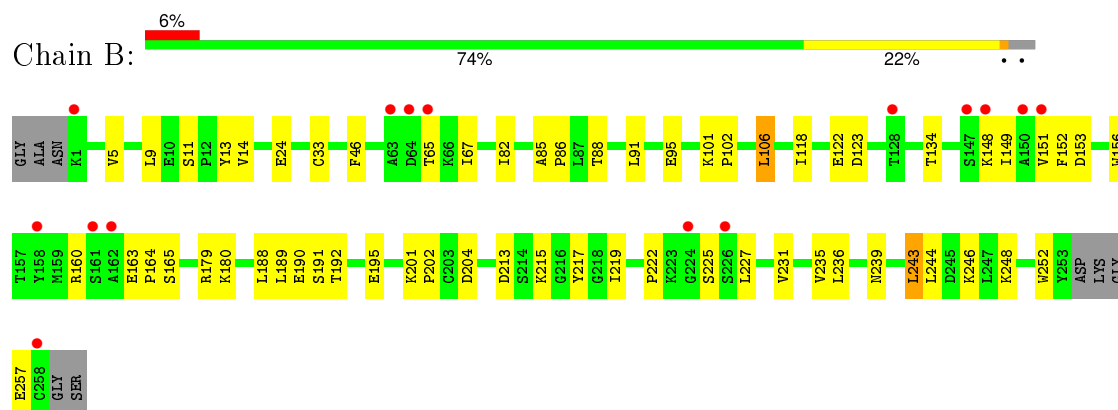 6%
Chain B:
74% 22% • •
GLY ALA ASN K1 V5 L9 E10 S11 P12 Y13 V14 E24 C33 F46 A63 D64 T65 K66 I67 I82 A85 P86 L87 T88 L91 E95 K101 P102 L106 I118 E122 D123 T128 T134 S147 K148 I149 A150 V151 F152 D153 W156
T157 Y158 M159 R160 S161 A162 E163 P164 S165 R179 K180 L188 L189 E190 S191 T192 E195 K201 P202 C203 D204 D213 S214 K215 G216 Y217 G218 I219 P222 K223 G224 S225 S226 L227 V231 V235 L236 N239 L243 L244 D245 K246 L247 K248 W252 Y253 ASP LYS GLY
E257 C258 GLY SER